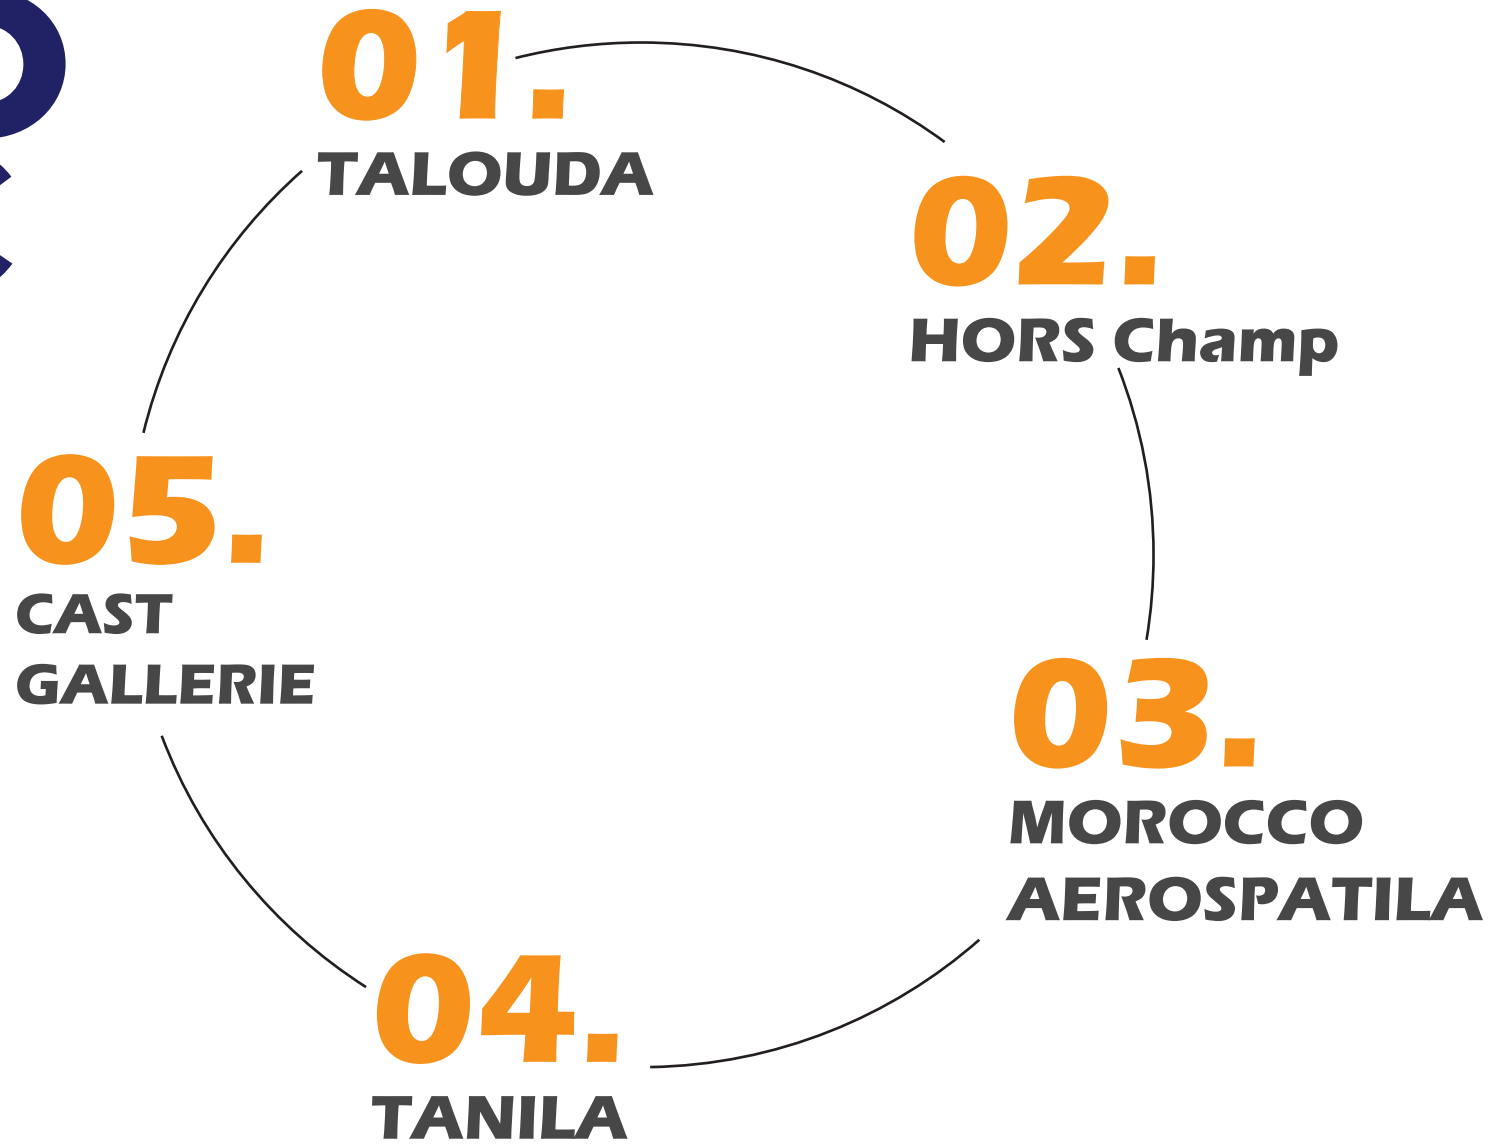 01.
TALOUDA
02.
HORS Champ
03.
MOROCCO
AEROSPATILA
04.
TANILA
05.
CAST
GALLERIE